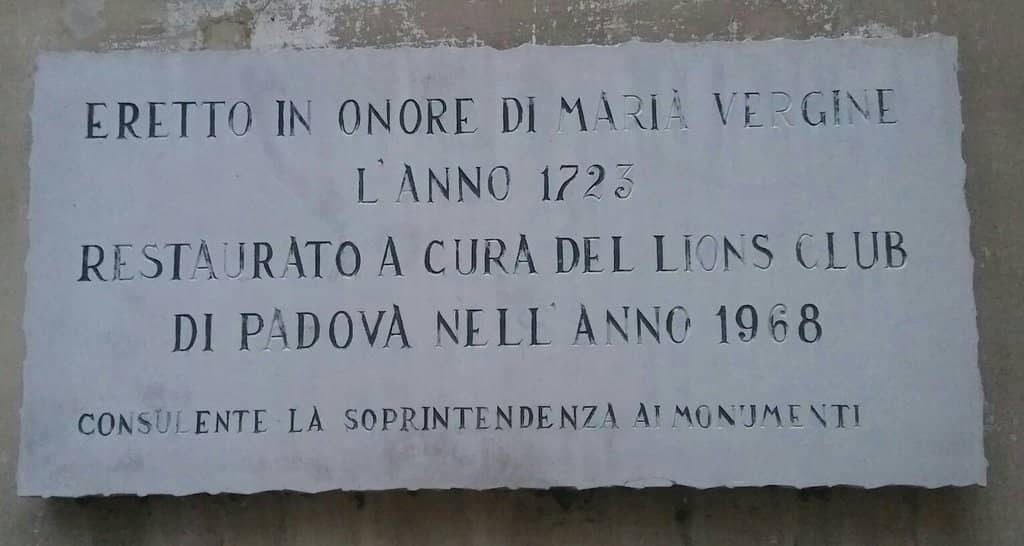 ERETTO IN ONORE DI MARIA VERGINE
L'ANNO 1723
RESTAURATO A CURA DEL LIONS CLUB
DI PADOVA NELL'ANNO 1968
CONSULENTE LA SOPRINTENDENZA AI MONUMENTI